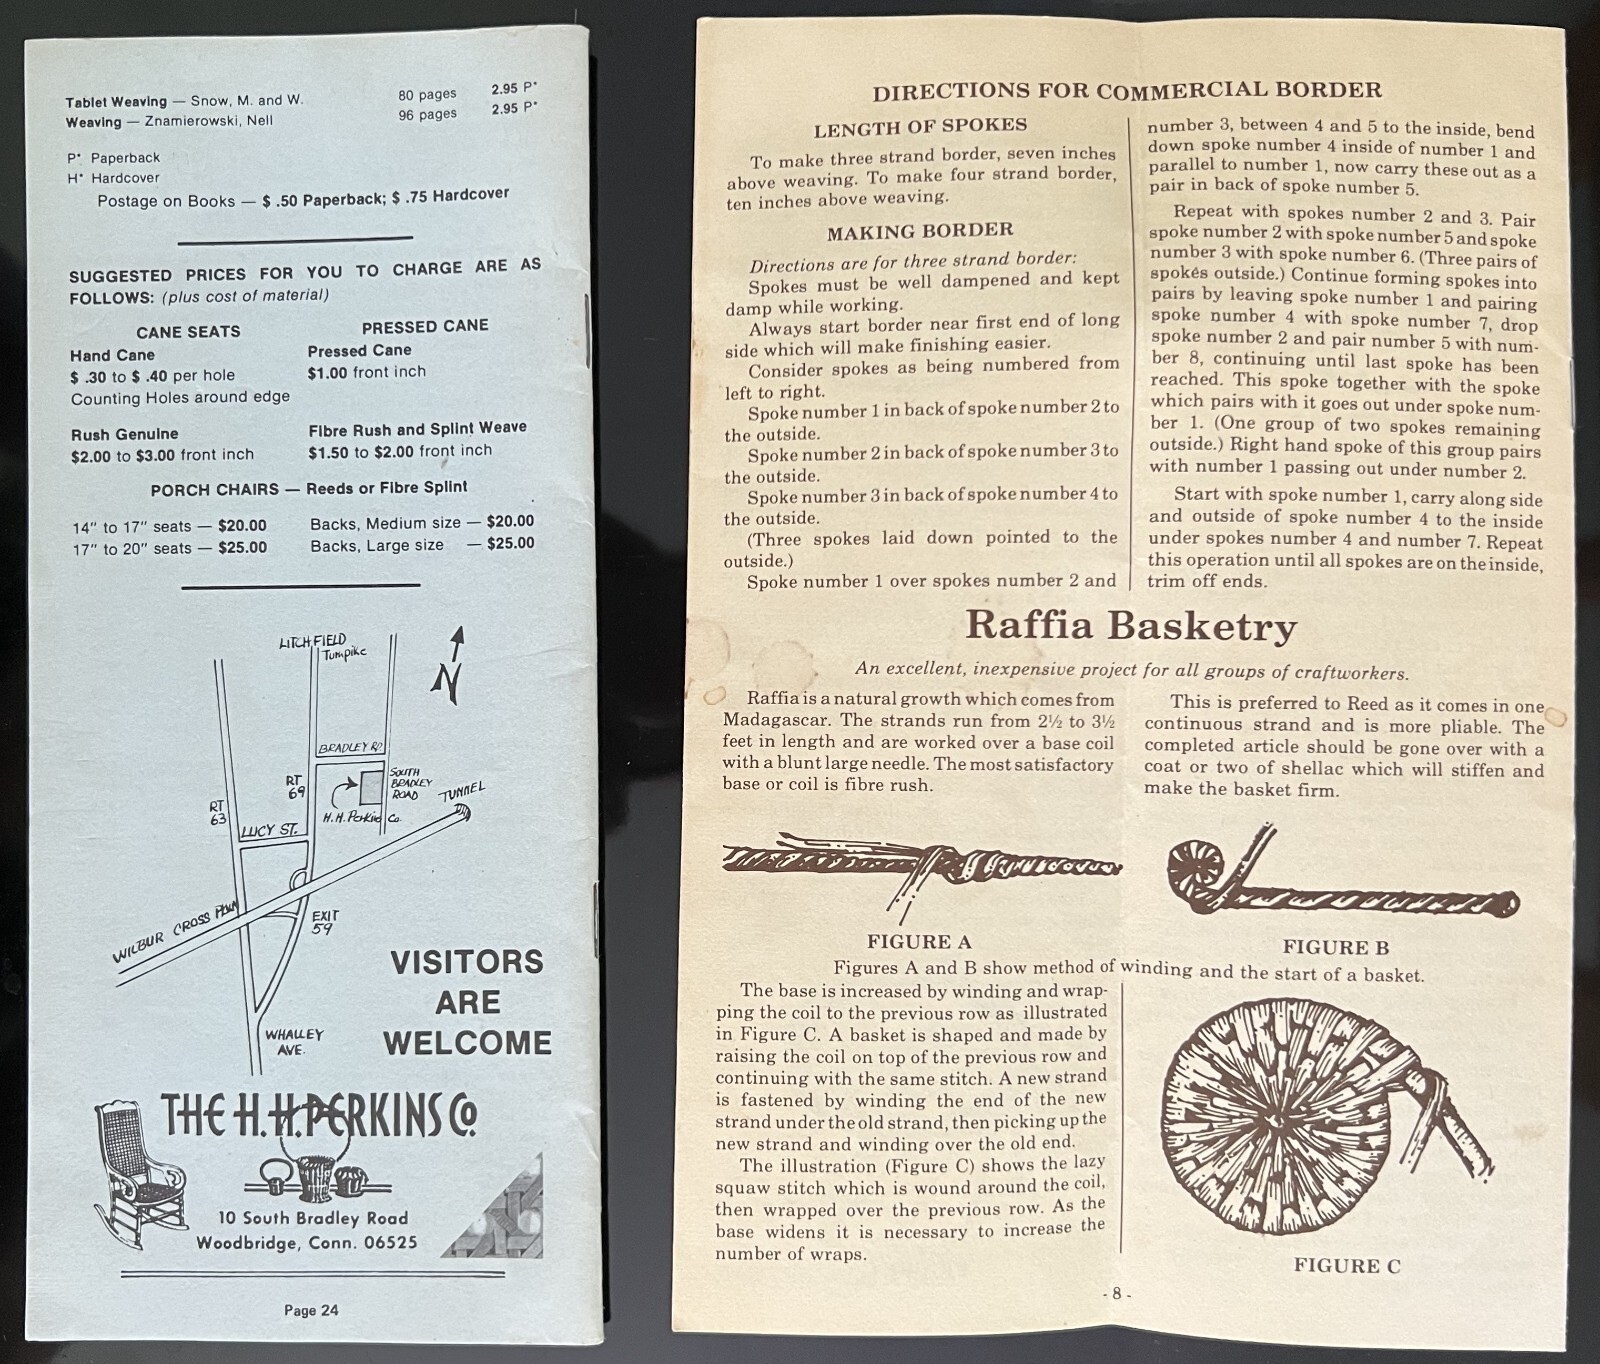 Tablet Weaving — Snow, M. and W. 80 pages 2.95 P*
Weaving — Znamierowski, Nell 96 pages 2.95 P*
P* Paperback
H* Hardcover
Postage on Books — $ .50 Paperback; $ .75 Hardcover
SUGGESTED PRICES FOR YOU TO CHARGE ARE AS
FOLLOWS: (plus cost of material)
CANE SEATS
Hand Cane
$ .30 to $ .40 per hole
Counting Holes around edge
PRESSED CANE
Pressed Cane
$1.00 front inch
Rush Genuine
$2.00 to $3.00 front inch
Fibre Rush and Splint Weave
$1.50 to $2.00 front inch
PORCH CHAIRS — Reeds or Fibre Splint
14" to 17" seats — $20.00 Backs, Medium size — $20.00
17" to 20" seats — $25.00 Backs, Large size — $25.00
LITCHFIELD
Turnpike
N
BRADLEY RD.
RT
69
SOUTH
BRADLEY
ROAD
TUNNEL
RT
63
H.H. Perkins Co.
LUCY ST.
WILBUR CROSS PKWY
EXIT
59
WHALLEY
AVE.
VISITORS
ARE
WELCOME
THE H.H. PERKINS CO.
10 South Bradley Road
Woodbridge, Conn. 06525
Page 24
DIRECTIONS FOR COMMERCIAL BORDER
LENGTH OF SPOKES
To make three strand border, seven inches
above weaving. To make four strand border,
ten inches above weaving.
MAKING BORDER
Directions are for three strand border:
Spokes must be well dampened and kept
damp while working.
Always start border near first end of long
side which will make finishing easier.
Consider spokes as being numbered from
left to right.
Spoke number 1 in back of spoke number 2 to
the outside.
Spoke number 2 in back of spoke number 3 to
the outside.
Spoke number 3 in back of spoke number 4 to
the outside.
(Three spokes laid down pointed to the
outside.)
Spoke number 1 over spokes number 2 and
number 3, between 4 and 5 to the inside, bend
down spoke number 4 inside of number 1 and
parallel to number 1, now carry these out as a
pair in back of spoke number 5.
Repeat with spokes number 2 and 3. Pair
spoke number 2 with spoke number 5 and spoke
number 3 with spoke number 6. (Three pairs of
spokes outside.) Continue forming spokes into
pairs by leaving spoke number 1 and pairing
spoke number 4 with spoke number 7, drop
spoke number 2 and pair number 5 with num-
ber 8, continuing until last spoke has been
reached. This spoke together with the spoke
which pairs with it goes out under spoke num-
ber 1. (One group of two spokes remaining
outside.) Right hand spoke of this group pairs
with number 1 passing out under number 2.
Start with spoke number 1, carry along side
and outside of spoke number 4 to the inside
under spokes number 4 and number 7. Repeat
this operation until all spokes are on the inside,
trim off ends.
Raffia Basketry
An excellent, inexpensive project for all groups of craftworkers.
Raffia is a natural growth which comes from
Madagascar. The strands run from 2½ to 3½
feet in length and are worked over a base coil
with a blunt large needle. The most satisfactory
base or coil is fibre rush.
This is preferred to Reed as it comes in one
continuous strand and is more pliable. The
completed article should be gone over with a
coat or two of shellac which will stiffen and
make the basket firm.
FIGURE A
FIGURE B
Figures A and B show method of winding and the start of a basket.
The base is increased by winding and wrap-
ping the coil to the previous row as illustrated
in Figure C. A basket is shaped and made by
raising the coil on top of the previous row and
continuing with the same stitch. A new strand
is fastened by winding the end of the new
strand under the old strand, then picking up the
new strand and winding over the old end.
The illustration (Figure C) shows the lazy
squaw stitch which is wound around the coil,
then wrapped over the previous row. As the
base widens it is necessary to increase the
number of wraps.
FIGURE C
- 8 -